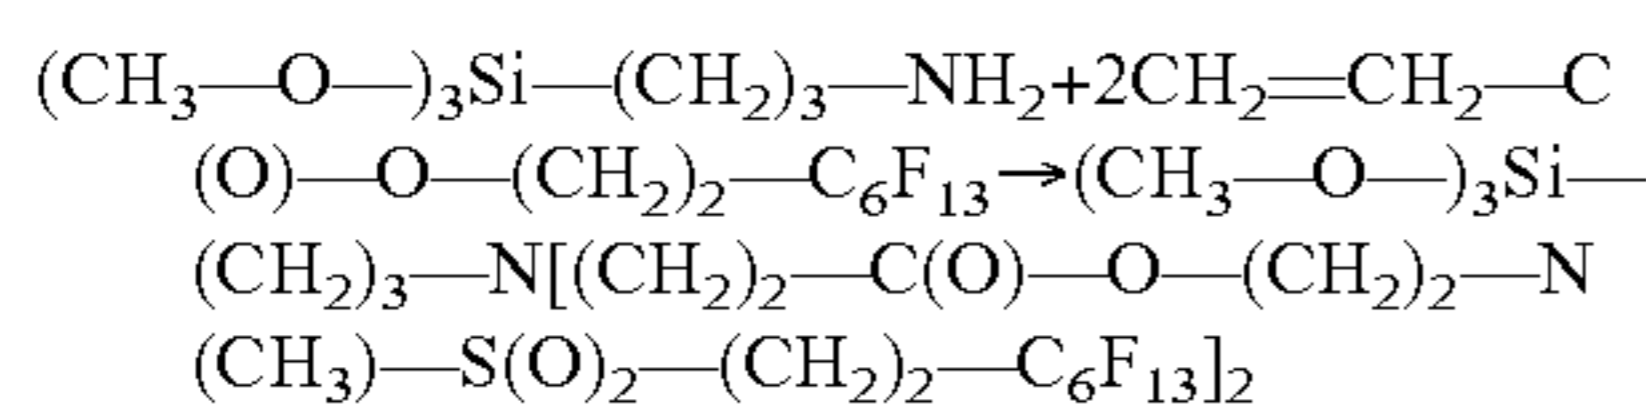 (CH₃—O—)₃Si—(CH₂)₃—NH₂+2CH₂=CH₂—C
(O)—O—(CH₂)₂—C₆F₁₃→(CH₃—O—)₃Si—
(CH₂)₃—N[(CH₂)₂—C(O)—O—(CH₂)₂—N
(CH₃)—S(O)₂—(CH₂)₂—C₆F₁₃]₂